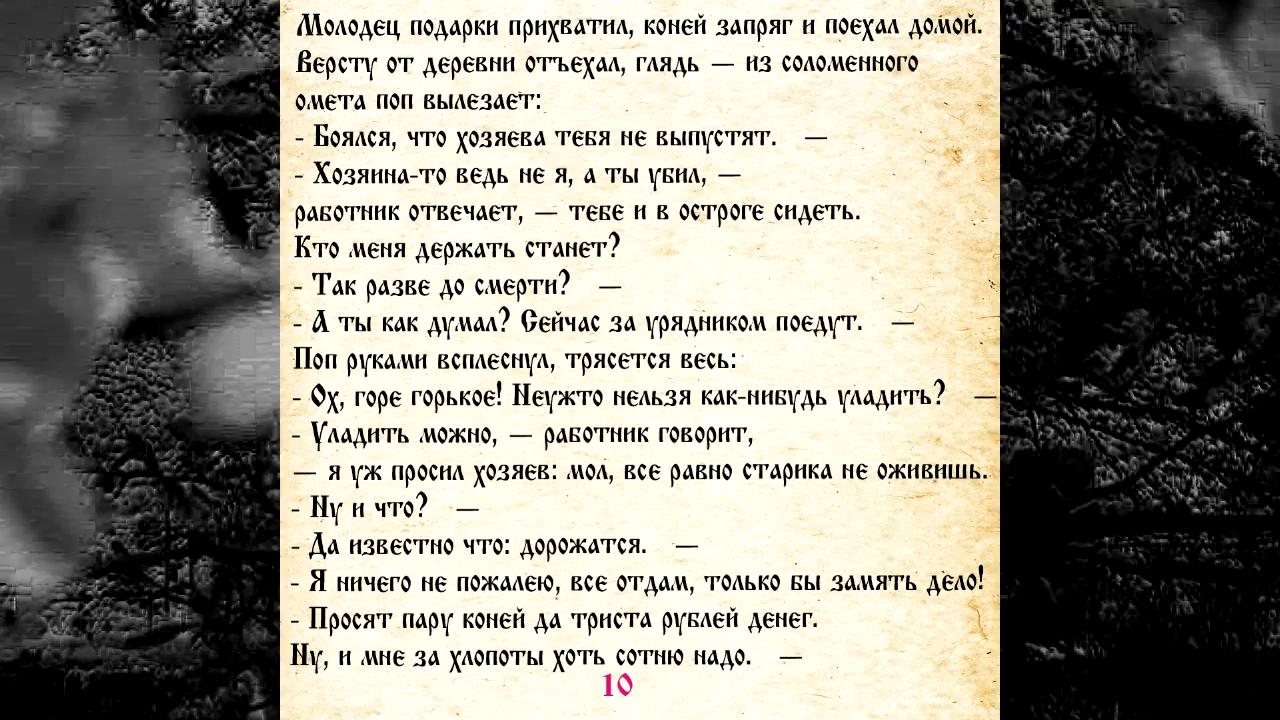 Молодец подарки прихватил, коней запряг и поехал домой.
Версту от деревни отъехал, глядь — из соломенного
омета поп вылезает:
- Боялся, что хозяева тебя не выпустят. —
- Хозяина-то ведь не я, а ты убил, —
работник отвечает, — тебе и в остроге сидеть.
Кто меня держать станет?
- Так разве до смерти? —
- А ты как думал? Сейчас за урядником поедут. —
Поп руками всплеснул, трясется весь:
- Ох, горе горькое! Неужто нельзя как-нибудь уладить? —
- Уладить можно, — работник говорит,
— я уж просил хозяев: мол, все равно старика не оживишь.
- Ну и что? —
- Да известно что: дорожатся. —
- Я ничего не пожалею, все отдам, только бы замять дело!
- Просят пару коней да триста рублей денег.
Ну, и мне за хлопоты хоть сотню надо. —
10